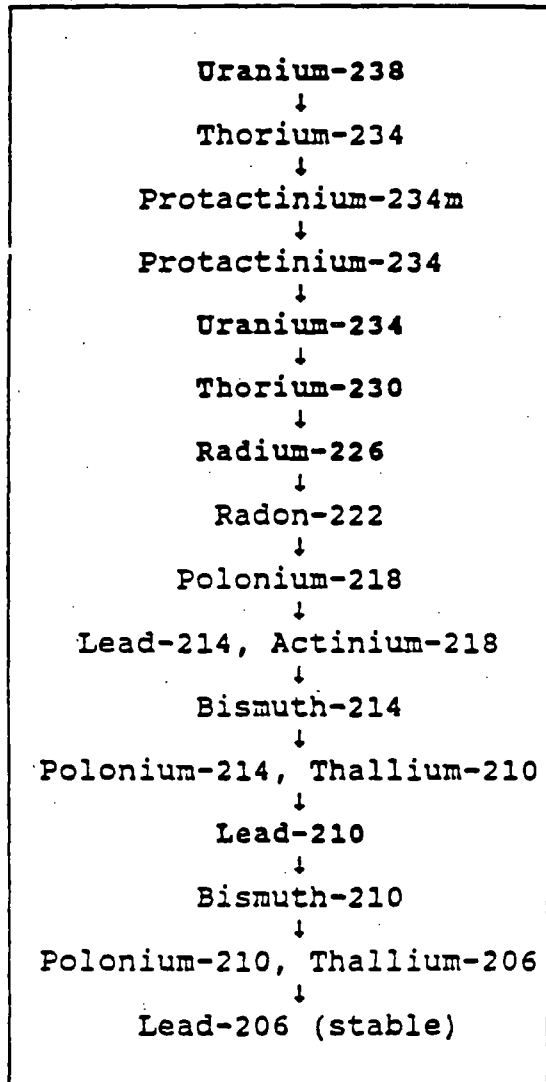 Uranium-238
↓
Thorium-234
↓
Protactinium-234m
↓
Protactinium-234
↓
Uranium-234
↓
Thorium-230
↓
Radium-226
↓
Radon-222
↓
Polonium-218
↓
Lead-214, Actinium-218
↓
Bismuth-214
↓
Polonium-214, Thallium-210
↓
Lead-210
↓
Bismuth-210
↓
Polonium-210, Thallium-206
↓
Lead-206 (stable)